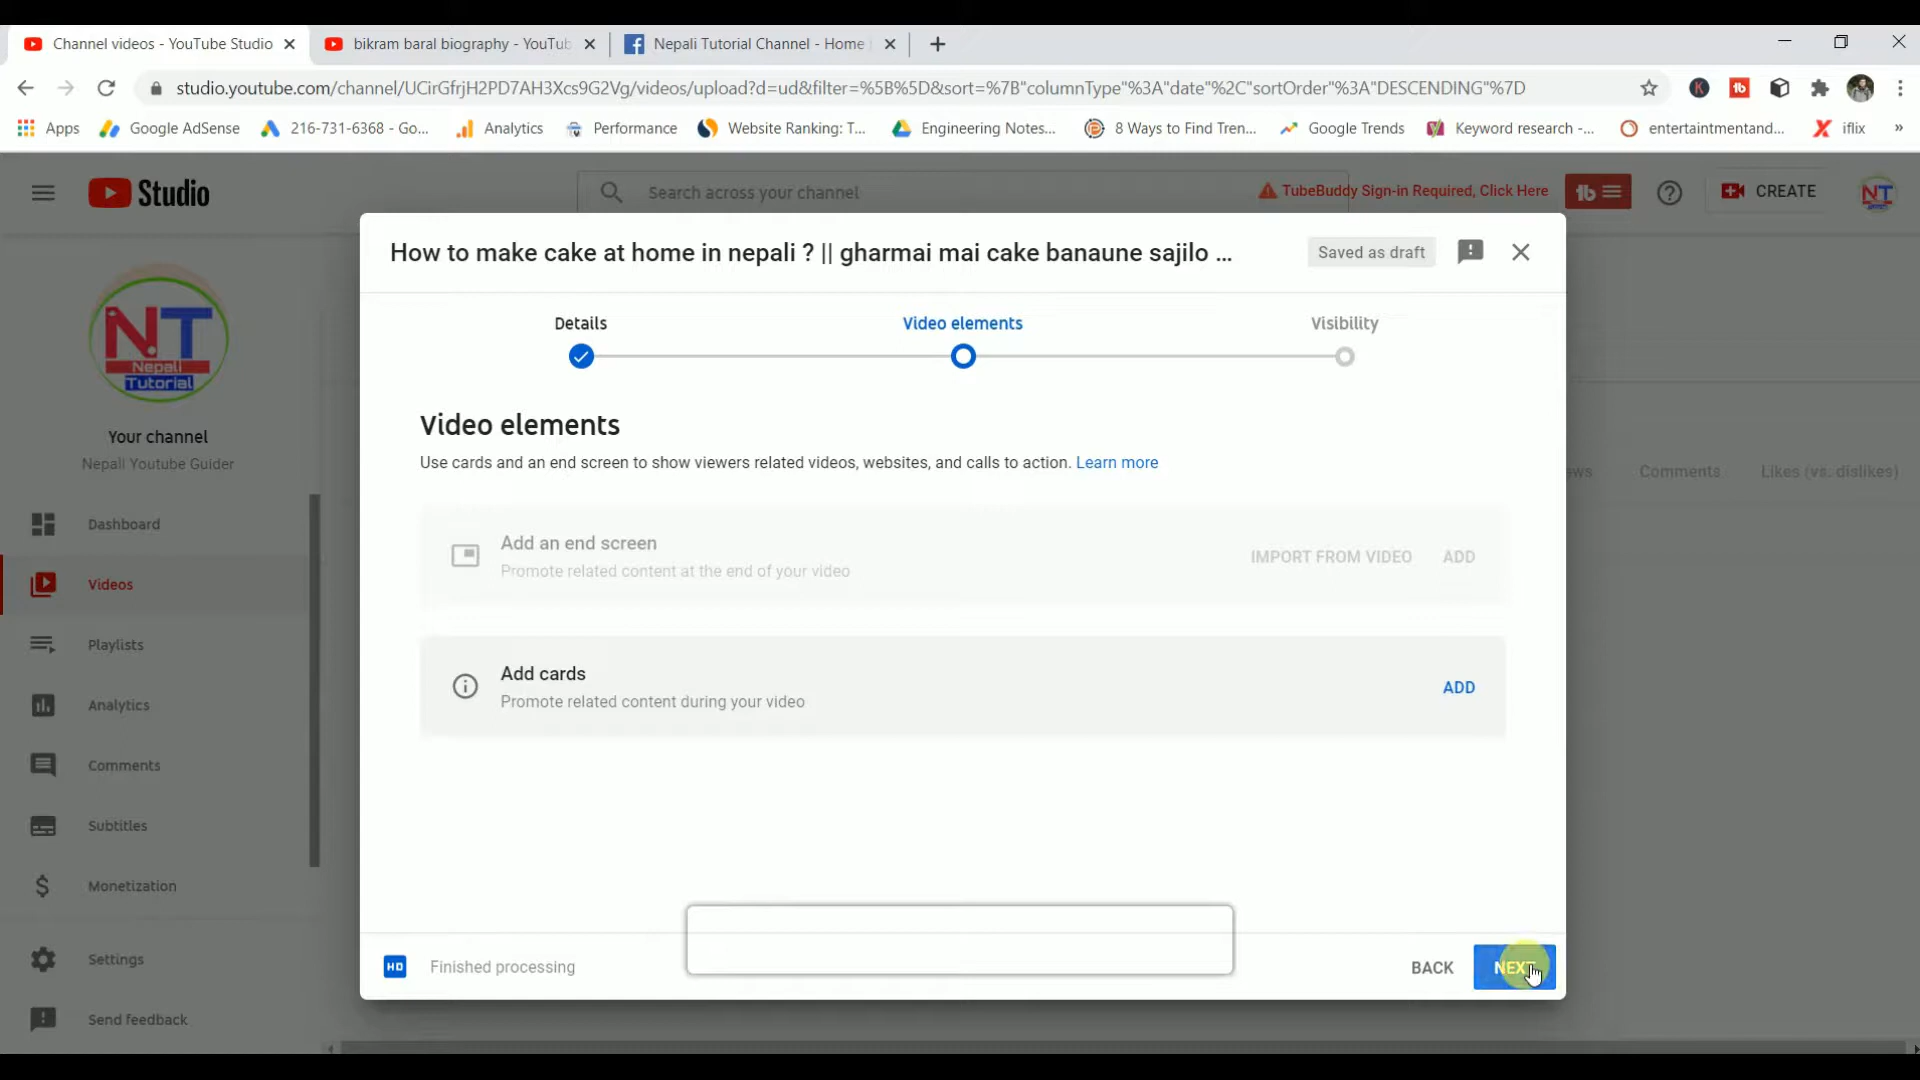 Channel videos - YouTube Studio
bikram baral biography - YouTub
Nepali Tutorial Channel - Home
studio.youtube.com/channel/UCirGfrjH2PD7AH3Xcs9G2Vg/videos/upload?d=ud&filter=%5B%5D&sort=%7B"columnType"%3A"date"%2C"sortOrder"%3A"DESCENDING"%7D
K
tb
Apps
Google AdSense
216-731-6368 - Go...
Analytics
Performance
Website Ranking: T...
Engineering Notes...
8 Ways to Find Tren...
Google Trends
Keyword research -...
entertaintmentand...
iflix
»
Studio
Search across your channel
TubeBuddy Sign-in Required, Click Here
tb
CREATE
NT
How to make cake at home in nepali ? || gharmai mai cake banaune sajilo ...
Saved as draft
Details
Video elements
Visibility
NT
Nepali
Tutorial
Your channel
Nepali Youtube Guider
Video elements
Use cards and an end screen to show viewers related videos, websites, and calls to action. Learn more
ews
Comments
Likes (vs. dislikes)
Dashboard
Add an end screen
Promote related content at the end of your video
IMPORT FROM VIDEO
ADD
Videos
Playlists
Add cards
Promote related content during your video
ADD
Analytics
Comments
Subtitles
Monetization
Settings
HD
Finished processing
BACK
NEXT
Send feedback